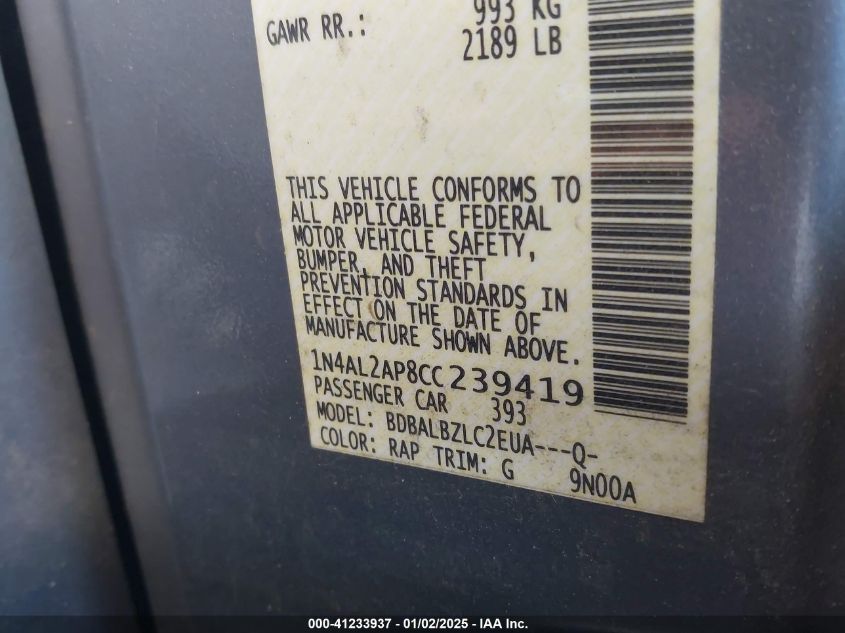 GAWR RR.: 993 KG
2189 LB
THIS VEHICLE CONFORMS TO
ALL APPLICABLE FEDERAL
MOTOR VEHICLE SAFETY,
BUMPER, AND THEFT
PREVENTION STANDARDS IN
EFFECT ON THE DATE OF
MANUFACTURE SHOWN ABOVE.
1N4AL2AP8CC239419
PASSENGER CAR 393
MODEL: BDBALBZLC2EUA---Q-
COLOR: RAP TRIM: G 9N00A
000-41233937 - 01/02/2025 - IAA Inc.